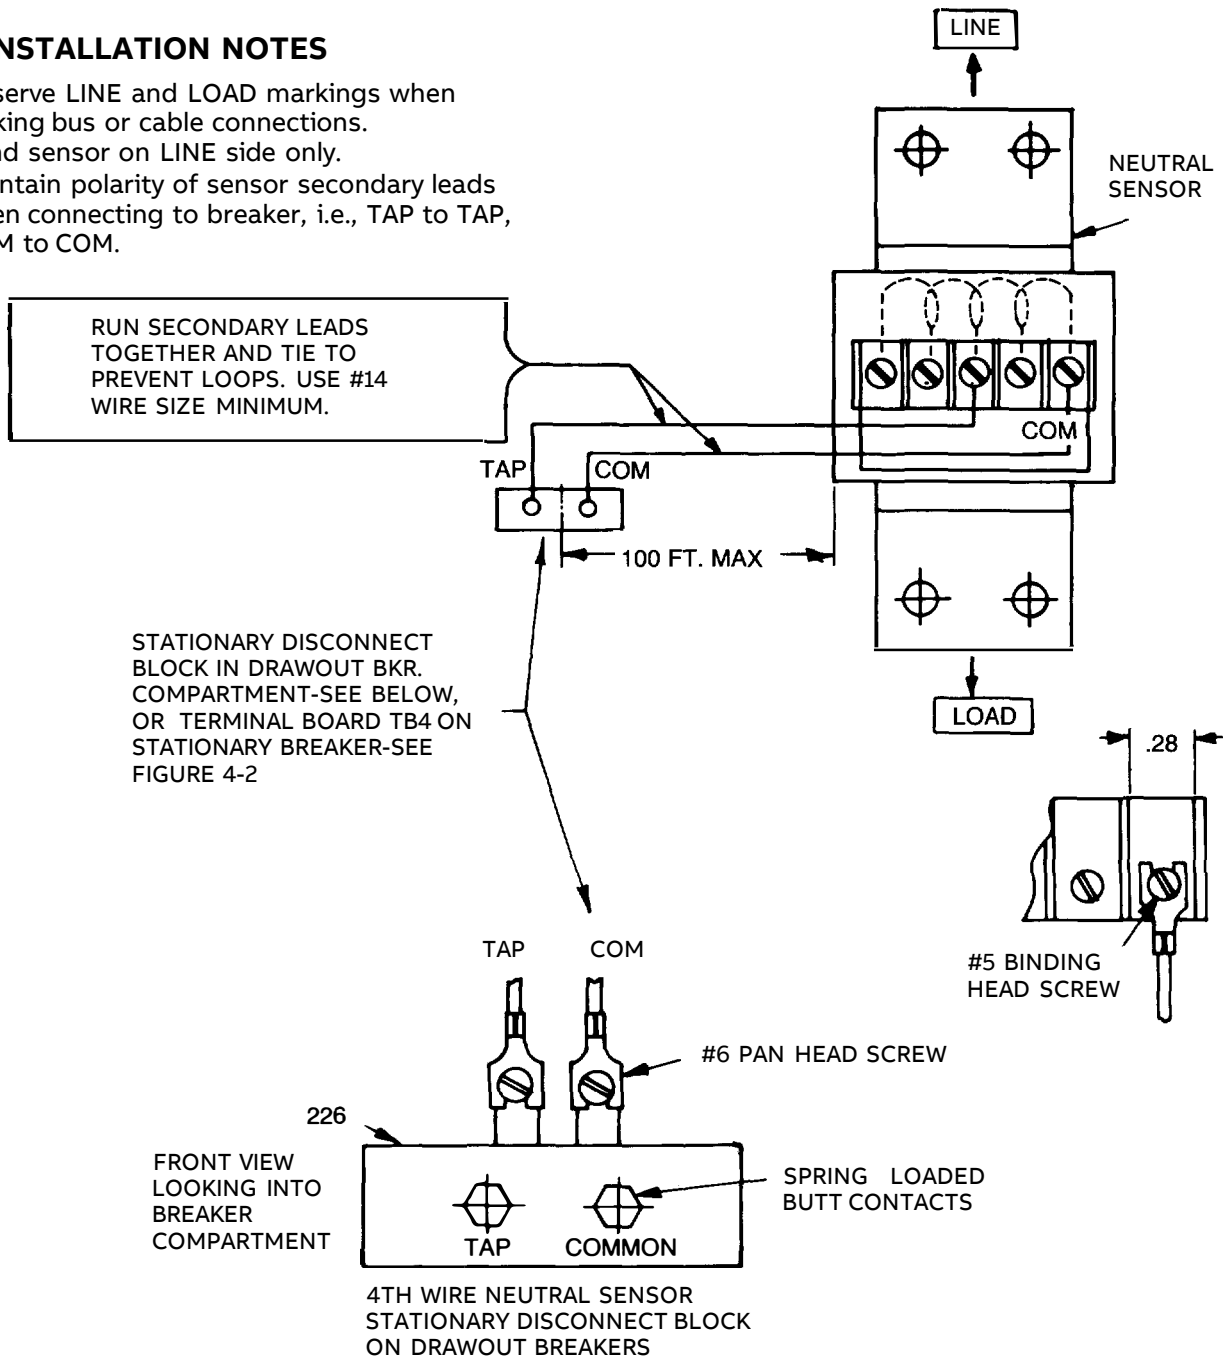 NSTALLATION NOTES
serve LINE and LOAD markings when
king bus or cable connections.
nd sensor on LINE side only.
ntain polarity of sensor secondary leads
en connecting to breaker, i.e., TAP to TAP,
M to COM.
LINE
NEUTRAL
SENSOR
RUN SECONDARY LEADS
TOGETHER AND TIE TO
PREVENT LOOPS. USE #14
WIRE SIZE MINIMUM.
COM
TAP
COM
100 FT. MAX
STATIONARY DISCONNECT
BLOCK IN DRAWOUT BKR.
COMPARTMENT-SEE BELOW,
OR TERMINAL BOARD TB4 ON
STATIONARY BREAKER-SEE
FIGURE 4-2
LOAD
.28
#5 BINDING
HEAD SCREW
TAP
COM
#6 PAN HEAD SCREW
226
FRONT VIEW
LOOKING INTO
BREAKER
COMPARTMENT
SPRING LOADED
BUTT CONTACTS
TAP
COMMON
4TH WIRE NEUTRAL SENSOR
STATIONARY DISCONNECT BLOCK
ON DRAWOUT BREAKERS